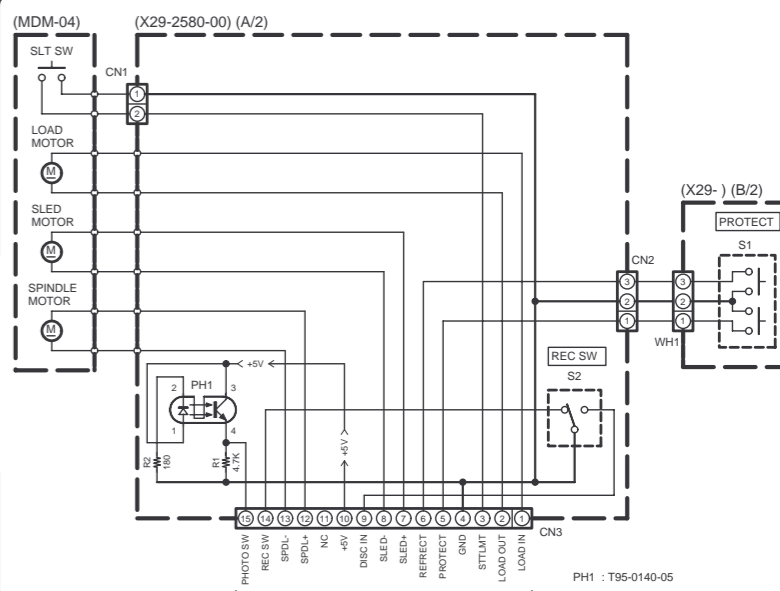 (MDM-04)
(X29-2580-00) (A/2)
SLT SW
CN1
1
2
LOAD
MOTOR
M
SLED
MOTOR
M
SPINDLE
MOTOR
M
(X29- ) (B/2)
PROTECT
S1
CN2
3
2
1
3
2
1
WH1
REC SW
S2
+5V
2
PH1
3
1
4
R2
180
R1
4.7K
+5V
15
14
13
12
11
10
9
8
7
6
5
4
3
2
1
CN3
PHOTO SW
REC SW
SPDL-
SPDL+
NC
+5V
DISC IN
SLED-
SLED+
REFRECT
PROTECT
GND
STTLMT
LOAD OUT
LOAD IN
PH1 : T95-0140-05